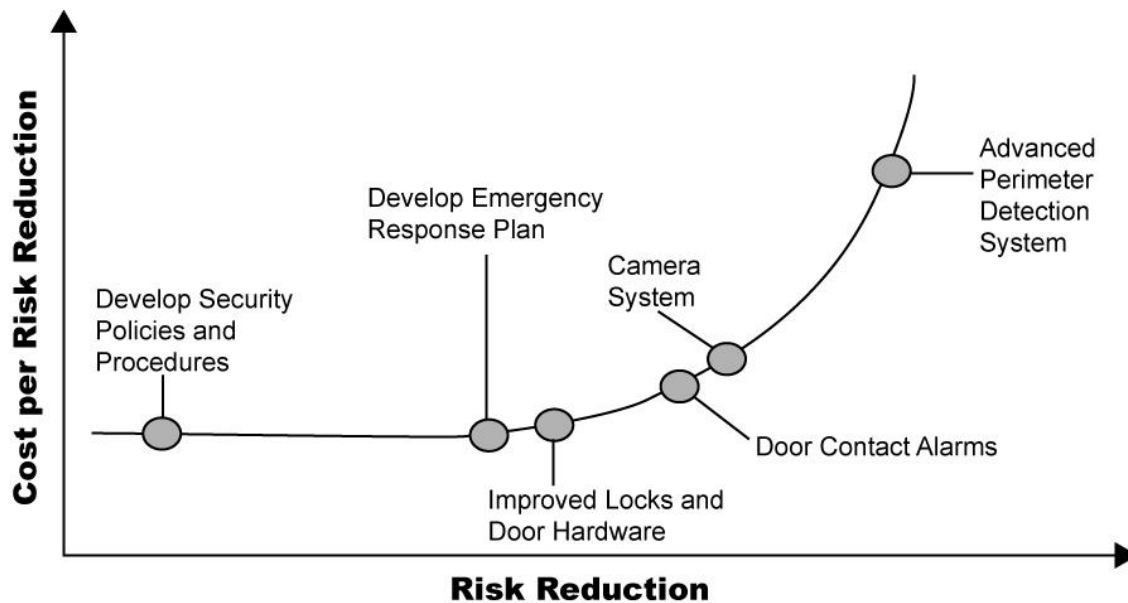 Cost per Risk Reduction
Develop Security
Policies and
Procedures
Develop Emergency
Response Plan
Improved Locks and
Door Hardware
Camera
System
Door Contact Alarms
Advanced
Perimeter
Detection
System
Risk Reduction